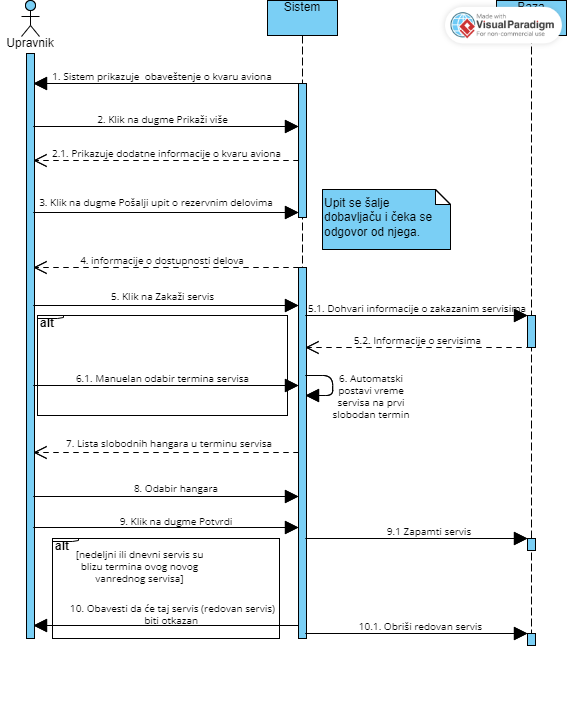 Sistem
Baza
Made with
Visual Paradigm
For non-commercial use
Upravnik
1. Sistem prikazuje obaveštenje o kvaru aviona
2. Klik na dugme Prikaži više
2.1. Prikazuje dodatne informacije o kvaru aviona
3. Klik na dugme Pošalji upit o rezervnim delovima
Upit se šalje
dobavljaču i čeka se
odgovor od njega.
4. informacije o dostupnosti delova
5. Klik na Zakaži servis
5.1. Dohvari informacije o zakazanim servisima
alt
5.2. Informacije o servisima
6.1. Manuelan odabir termina servisa
6. Automatski
postavi vreme
servisa na prvi
slobodan termin
7. Lista slobodnih hangara u terminu servisa
8. Odabir hangara
9. Klik na dugme Potvrdi
9.1 Zapamti servis
alt
[nedeljni ili dnevni servis su
blizu termina ovog novog
vanrednog servisa]
10. Obavesti da će taj servis (redovan servis)
biti otkazan
10.1. Obriši redovan servis